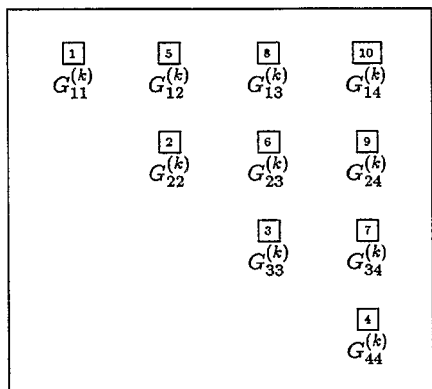 1 5 8 10
G_{11}^{(k)} G_{12}^{(k)} G_{13}^{(k)} G_{14}^{(k)}
2 6 9
G_{22}^{(k)} G_{23}^{(k)} G_{24}^{(k)}
3 7
G_{33}^{(k)} G_{34}^{(k)}
4
G_{44}^{(k)}